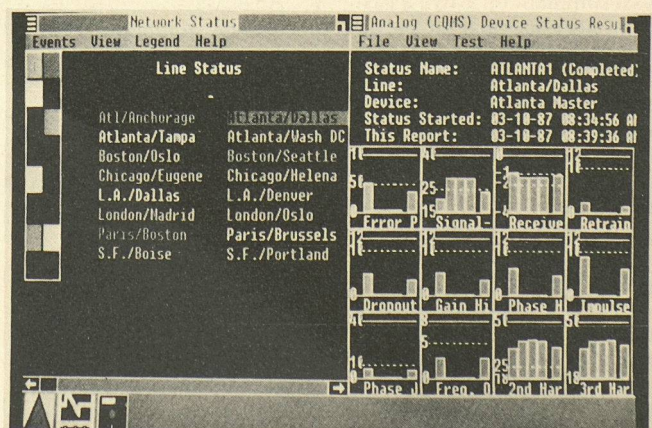 Network Status
Events View Legend Help
Line Status
Atl/Anchorage Atlanta/Dallas
Atlanta/Tampa Atlanta/Wash DC
Boston/Oslo Boston/Seattle
Chicago/Eugene Chicago/Helena
L.A./Dallas L.A./Denver
London/Madrid London/Oslo
Paris/Boston Paris/Brussels
S.F./Boise S.F./Portland
Analog (CQMS) Device Status Resul
File View Test Help
Status Name: ATLANTA1 (Completed)
Line: Atlanta/Dallas
Device: Atlanta Master
Status Started: 03-10-87 08:34:56 AM
This Report: 03-10-87 08:39:36 AM
Error P Signal- Receive Retrain
Dropout Gain Hi Phase H Impulse
Phase J Freq. O 2nd Har 3rd Har